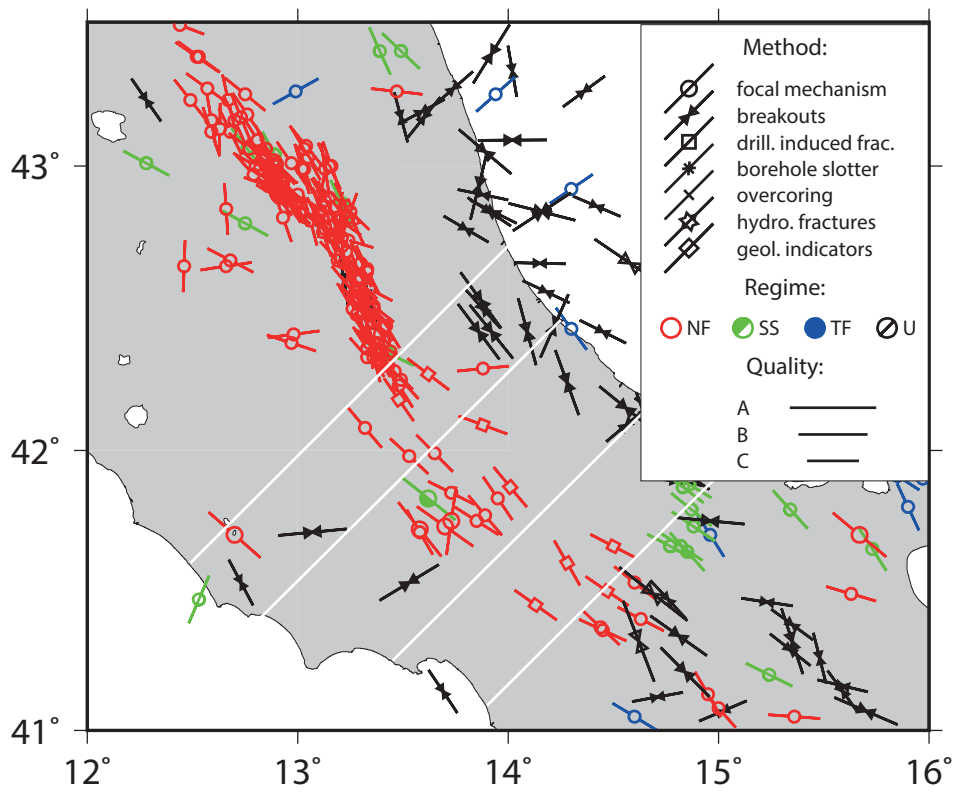 Method:
focal mechanism
breakouts
drill. induced frac.
borehole slotter
overcoring
hydro. fractures
geol. indicators
Regime:
NF SS TF U
Quality:
A
B
C
43°
42°
41°
12° 13° 14° 15° 16°